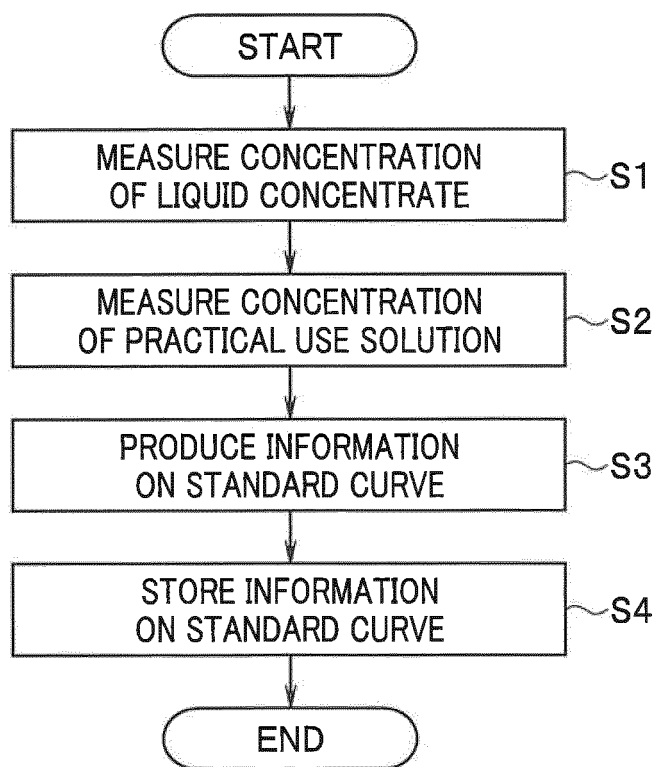 START
MEASURE CONCENTRATION
OF LIQUID CONCENTRATE
S1
MEASURE CONCENTRATION
OF PRACTICAL USE SOLUTION
S2
PRODUCE INFORMATION
ON STANDARD CURVE
S3
STORE INFORMATION
ON STANDARD CURVE
S4
END